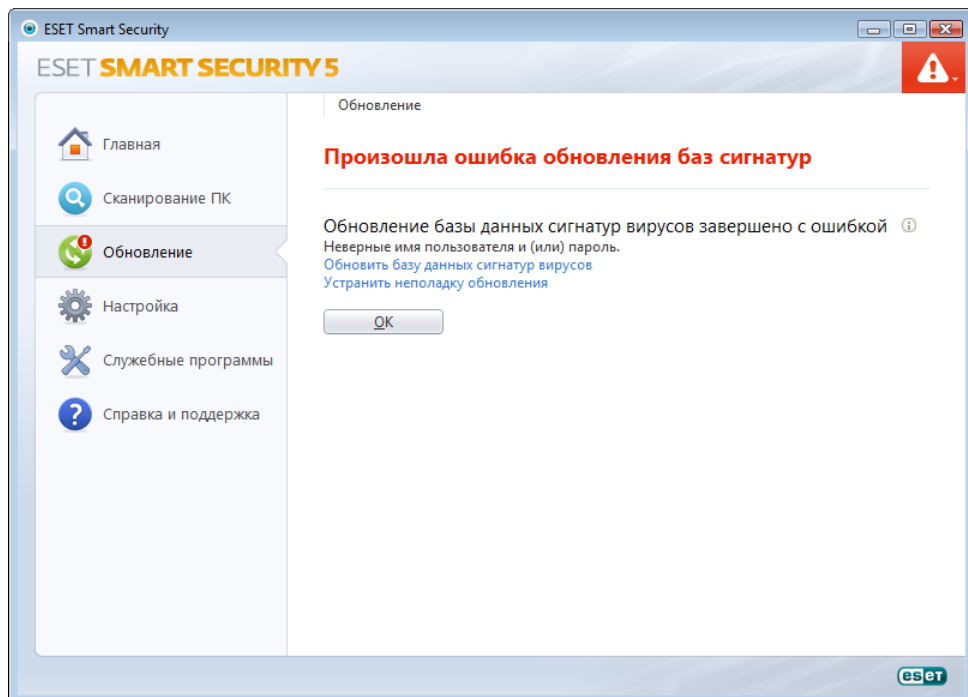 ESET Smart Security
ESET SMART SECURITY 5
Главная
Сканирование ПК
Обновление
Настройка
Служебные программы
Справка и поддержка
Обновление
Произошла ошибка обновления баз сигнатур
Обновление базы данных сигнатур вирусов завершено с ошибкой
Неверные имя пользователя и (или) пароль.
Обновить базу данных сигнатур вирусов
Устранить неполадку обновления
OK
eset